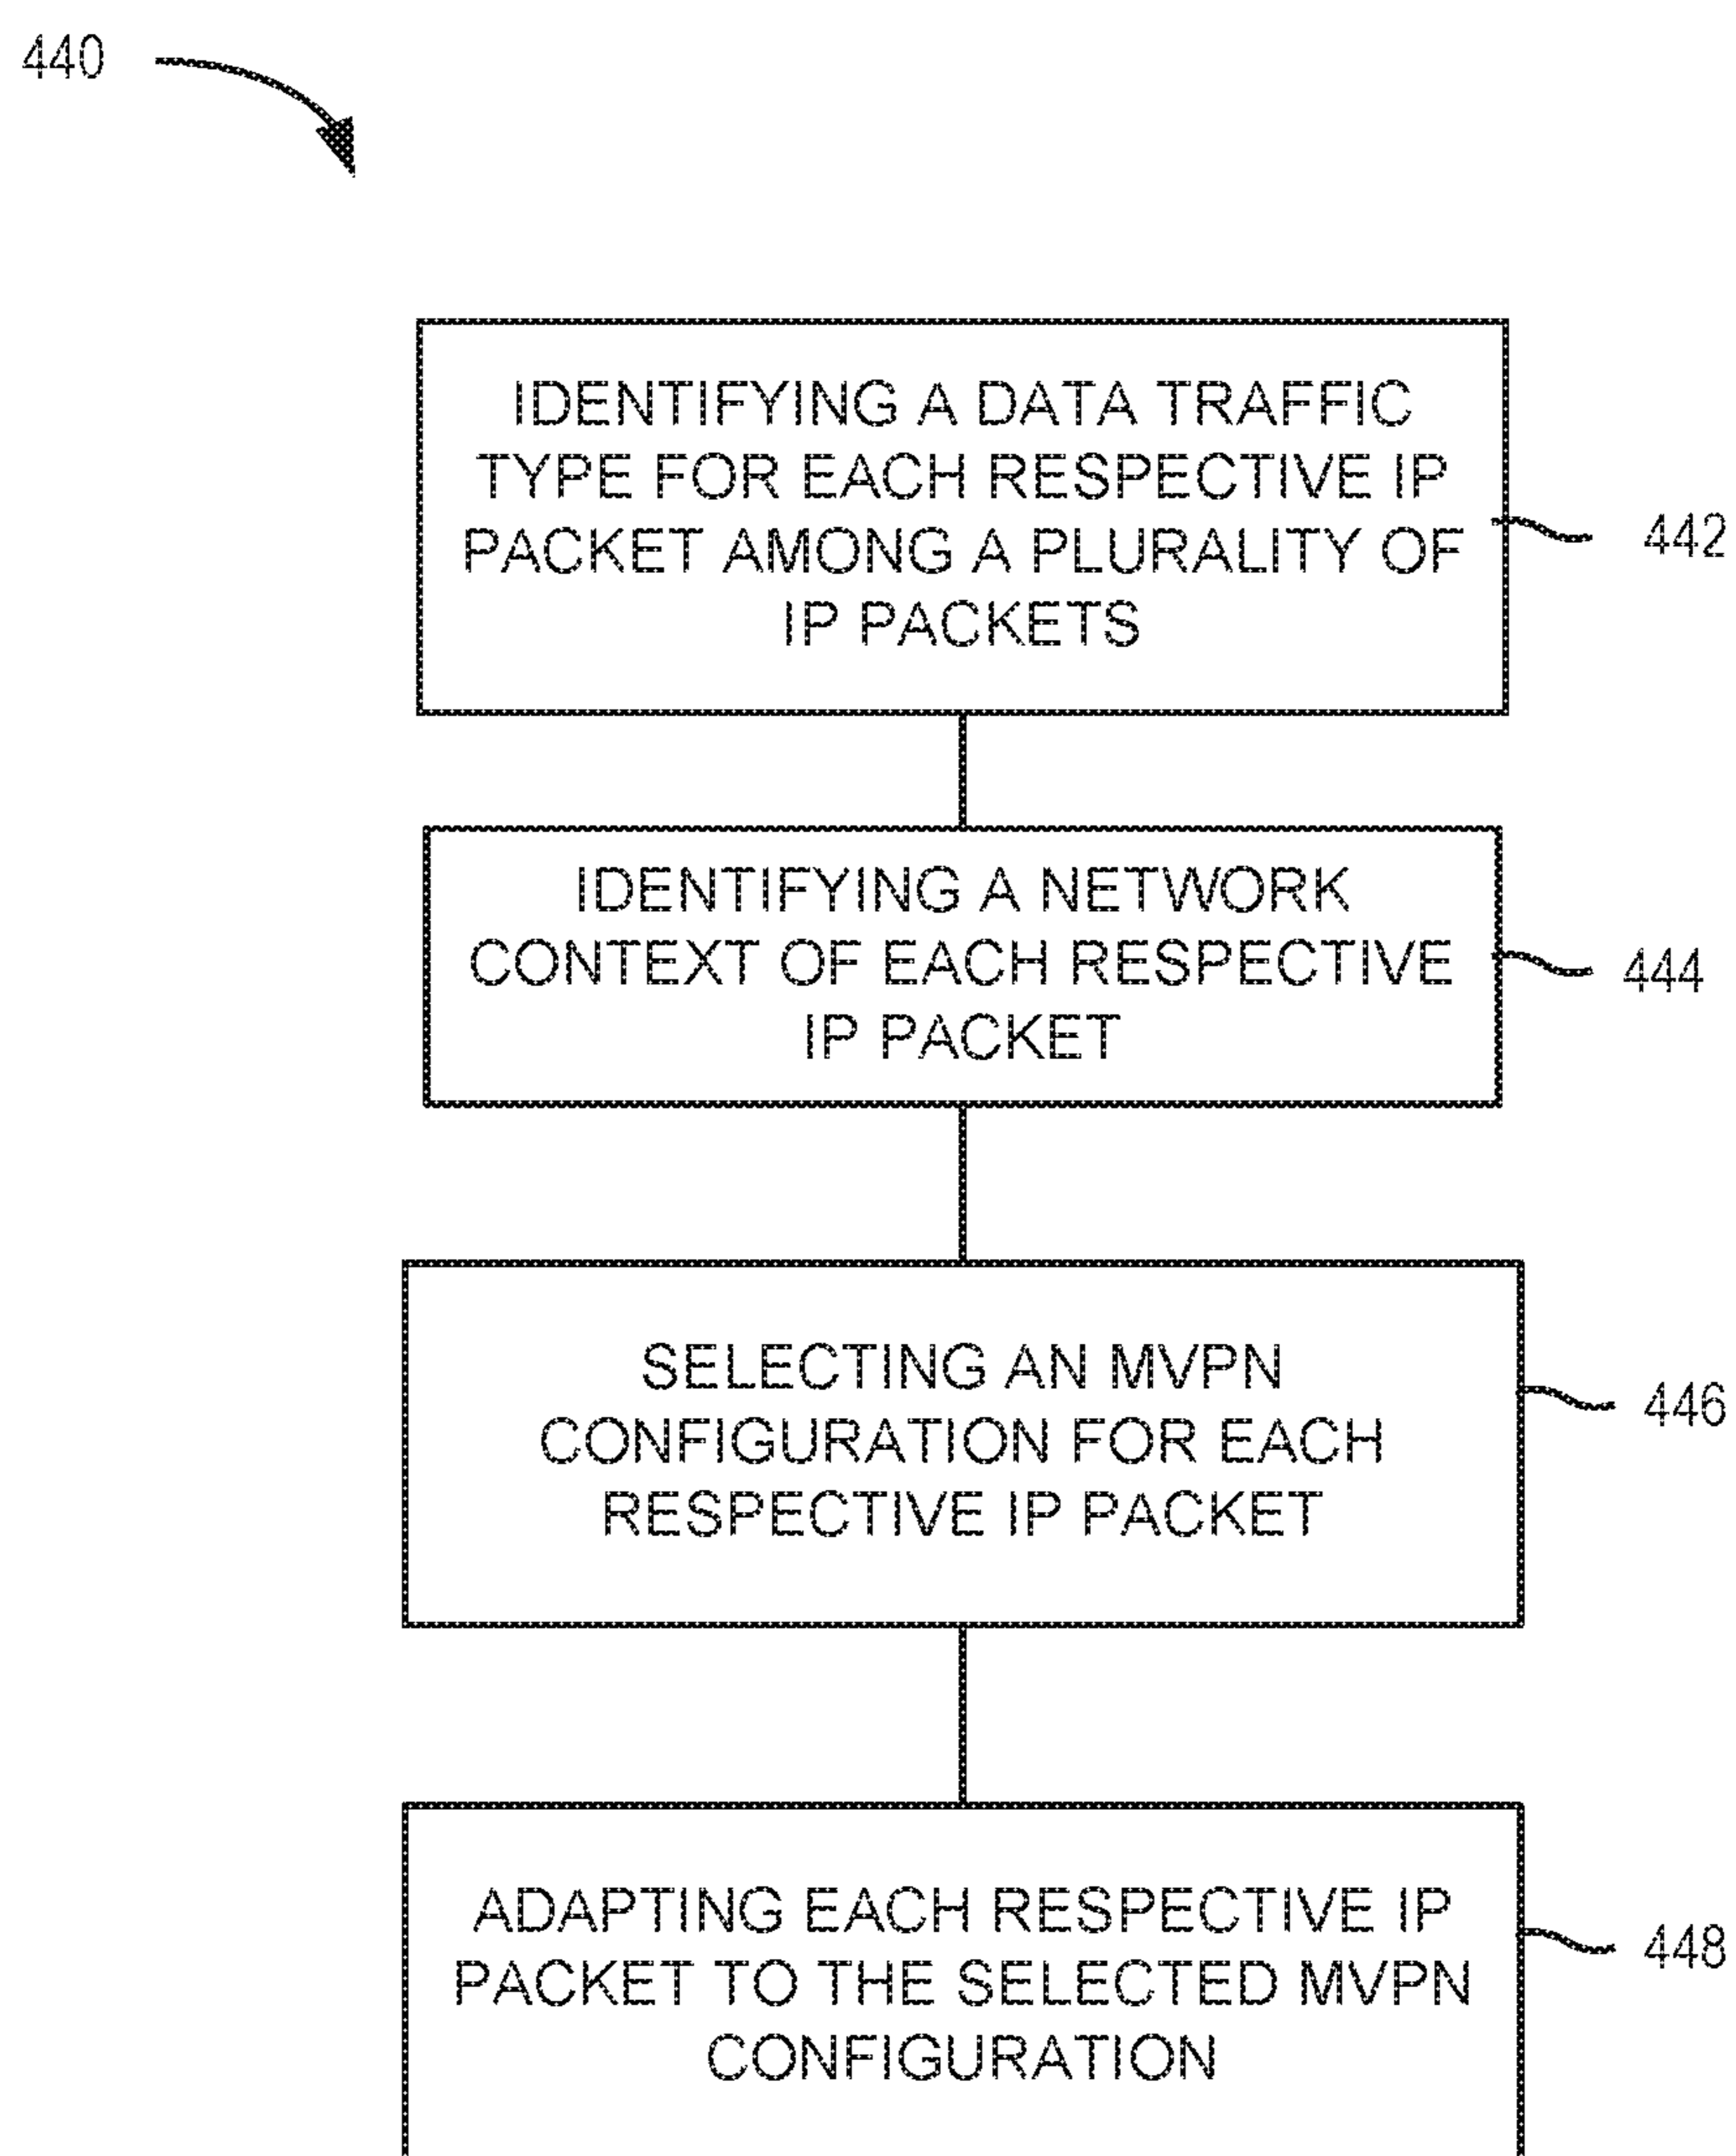 440
IDENTIFYING A DATA TRAFFIC
TYPE FOR EACH RESPECTIVE IP
PACKET AMONG A PLURALITY OF
IP PACKETS
442
IDENTIFYING A NETWORK
CONTEXT OF EACH RESPECTIVE
IP PACKET
444
SELECTING AN MVPN
CONFIGURATION FOR EACH
RESPECTIVE IP PACKET
446
ADAPTING EACH RESPECTIVE IP
PACKET TO THE SELECTED MVPN
CONFIGURATION
448